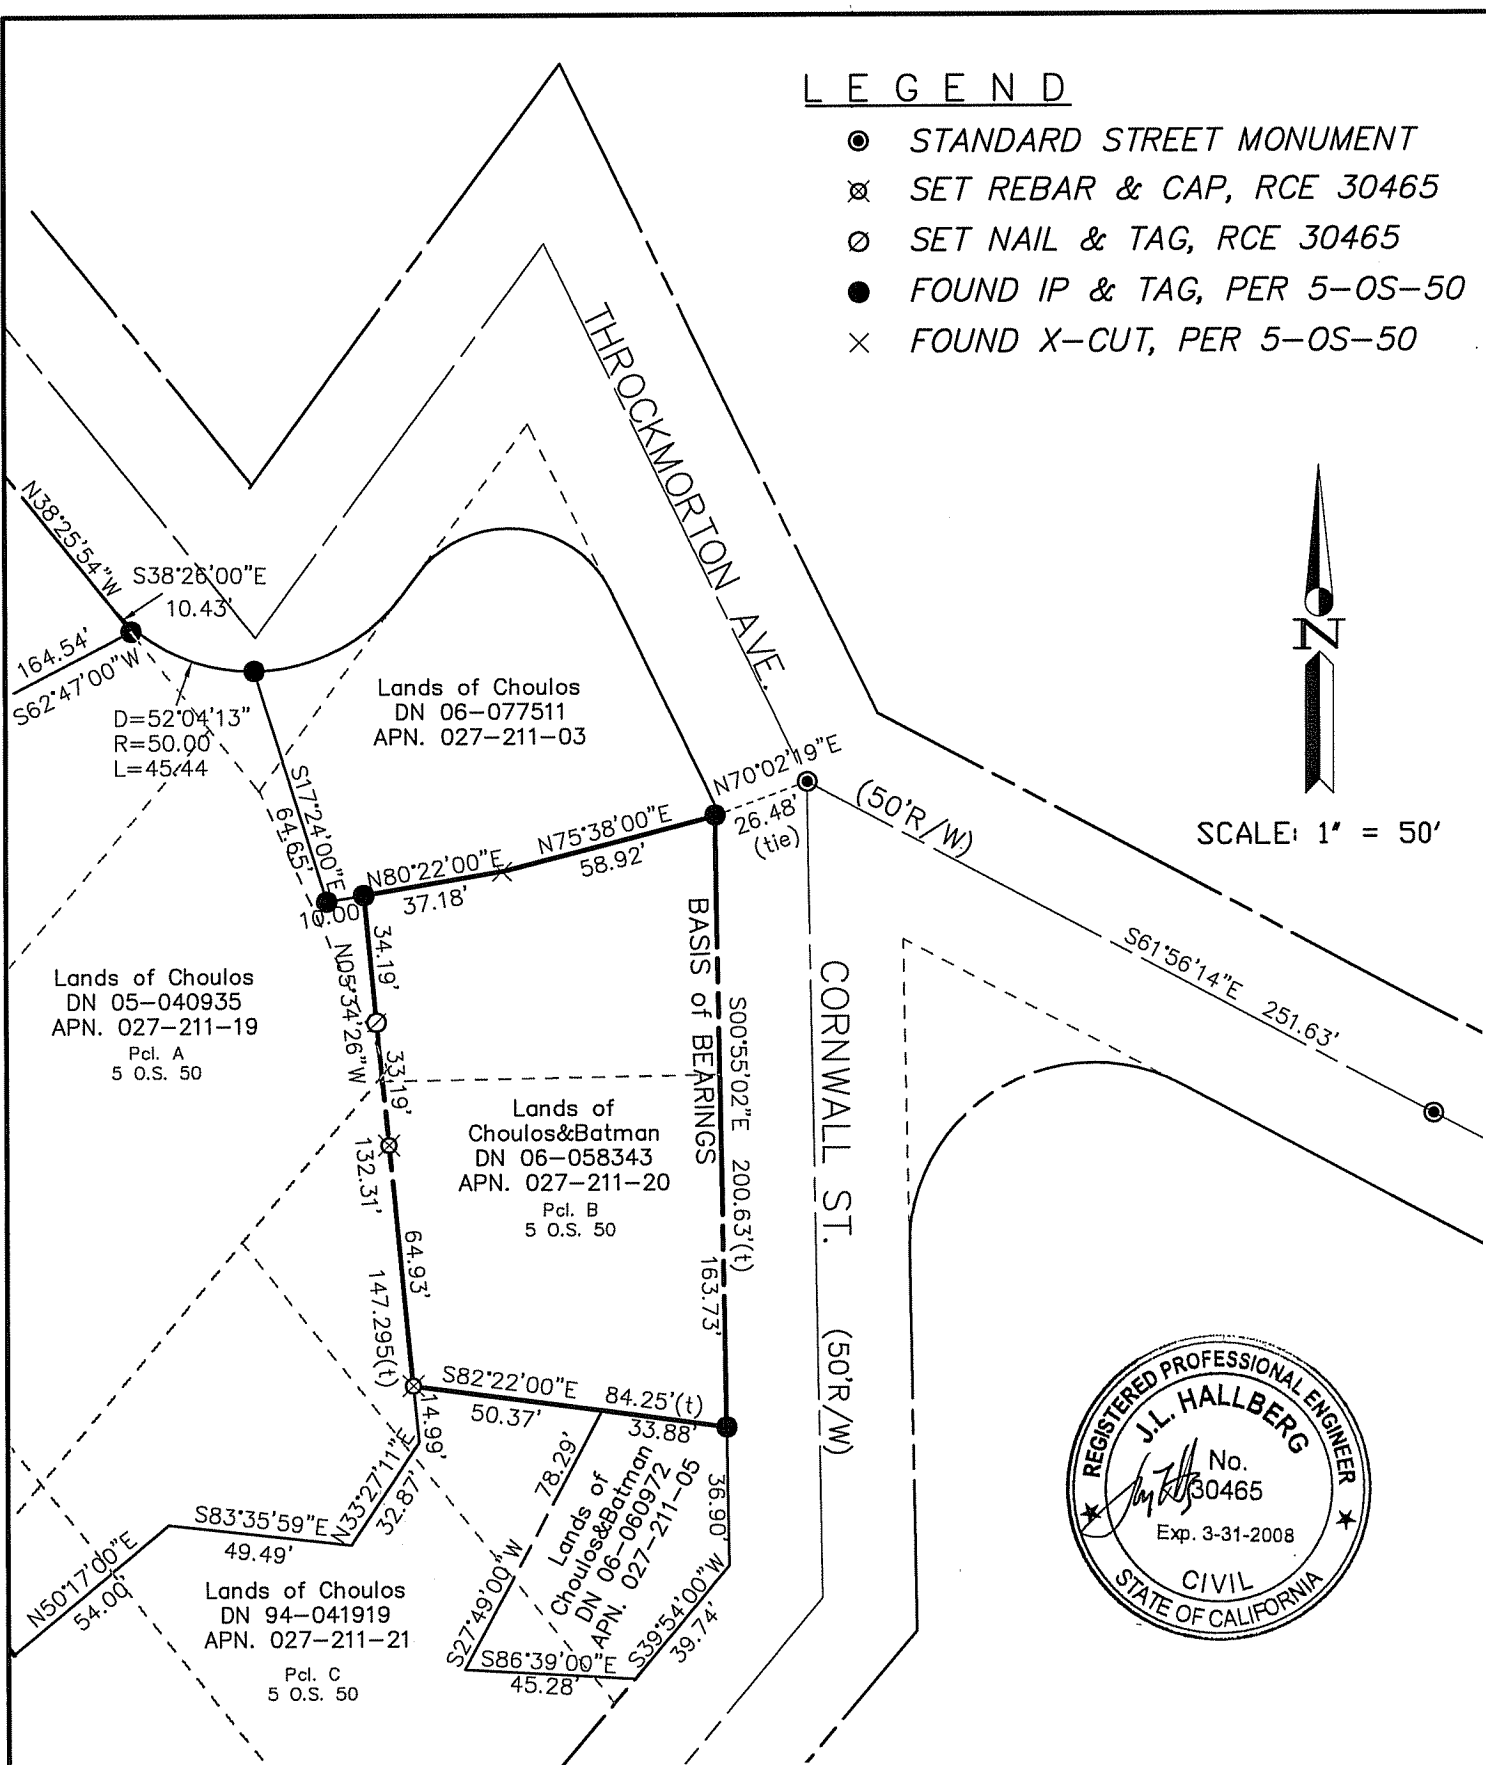 LEGEND
STANDARD STREET MONUMENT
SET REBAR & CAP, RCE 30465
SET NAIL & TAG, RCE 30465
FOUND IP & TAG, PER 5-OS-50
FOUND X-CUT, PER 5-OS-50
THROCKMORTON AVE.
N38°25'54"W
S38°26'00"E
10.43'
164.54'
S62°47'00"W
D=52°04'13"
R=50.00
L=45.44
Lands of Choulos
DN 06-077511
APN. 027-211-03
S17°24'00"E
64.65'
N70°02'19"E
26.48'
(tie)
N75°38'00"E
58.92'
N80°22'00"E
37.18'
10.00'
(50'R/W)
N
SCALE: 1" = 50'
S61°56'14"E 251.63'
Lands of Choulos
DN 05-040935
APN. 027-211-19
Pcl. A
5 O.S. 50
34.19'
N05°34'26"W
33.19'
132.31'
64.93'
147.295(t)
BASIS of BEARINGS
S00°55'02"E 200.63'(t)
163.73'
CORNWALL ST. (50'R/W)
Lands of
Choulos&Batman
DN 06-058343
APN. 027-211-20
Pcl. B
5 O.S. 50
S82°22'00"E
84.25'(t)
50.37'
33.88'
14.99'
N33°27'11"E
32.87'
S83°35'59"E
49.49'
N50°17'00"E
54.00'
Lands of Choulos
DN 94-041919
APN. 027-211-21
Pcl. C
5 O.S. 50
78.29'
S27°49'00"W
Lands of
Choulos&Batman
DN 06-060972
APN. 027-211-05
36.90'
S39°54'00"W
39.74'
S86°39'00"E
45.28'
REGISTERED PROFESSIONAL ENGINEER
J.L. HALLBERG
No.
30465
Exp. 3-31-2008
CIVIL
STATE OF CALIFORNIA